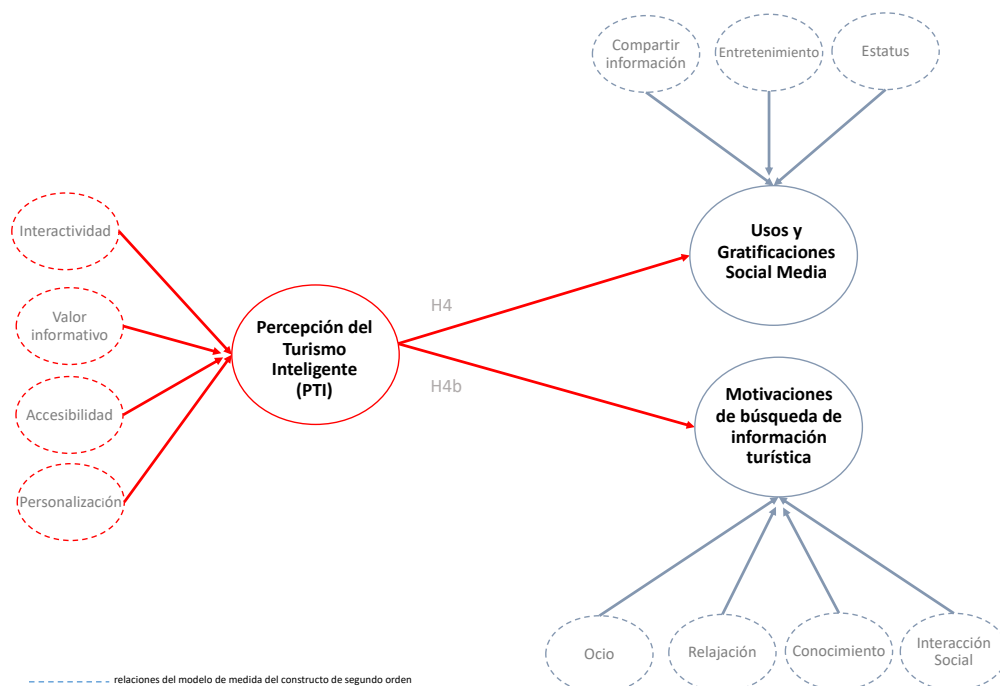 Compartir
información
Entretenimiento
Estatus
Interactividad
Valor
informativo
Accesibilidad
Personalización
Percepción del
Turismo
Inteligente
(PTI)
H4
H4b
Usos y
Gratificaciones
Social Media
Motivaciones
de búsqueda de
información
turística
Ocio
Relajación
Conocimiento
Interacción
Social
relaciones del modelo de medida del constructo de segundo orden